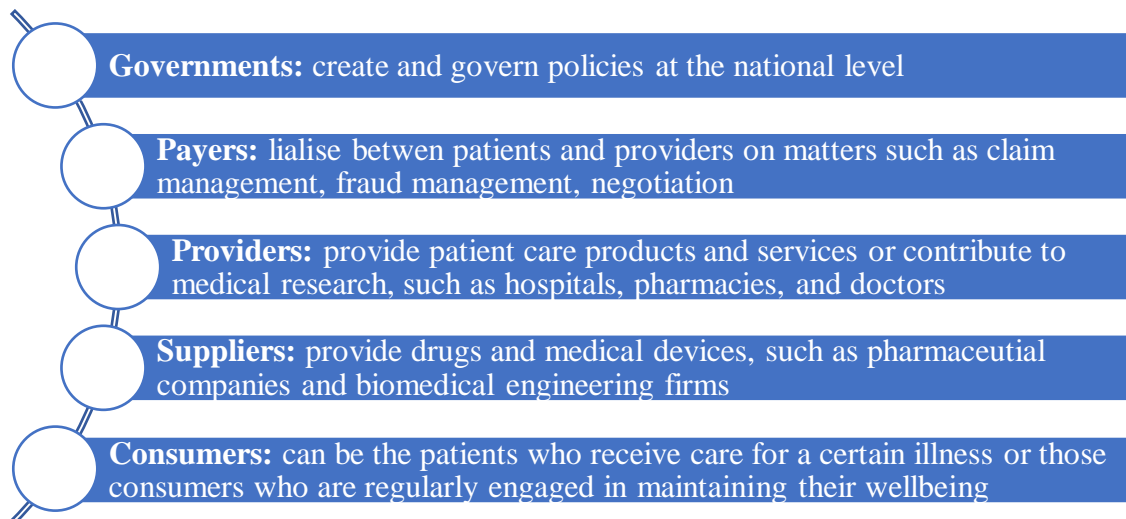 Governments: create and govern policies at the national level
Payers: lialise betwen patients and providers on matters such as claim
management, fraud management, negotiation
Providers: provide patient care products and services or contribute to
medical research, such as hospitals, pharmacies, and doctors
Suppliers: provide drugs and medical devices, such as pharmaceutial
companies and biomedical engineering firms
Consumers: can be the patients who receive care for a certain illness or those
consumers who are regularly engaged in maintaining their wellbeing